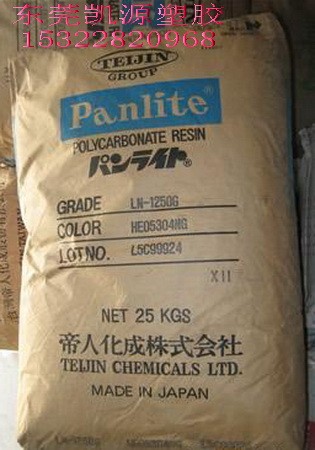 东莞凯源塑胶
15322820968
TEIJIN
GROUP
Panlite®
POLYCARBONATE RESIN
パンライト®
GRADE LN-1250G
COLOR HE05304NG
LOT NO. L5C99924
X11
NET 25 KGS
帝人化成株式会社
TEIJIN CHEMICALS LTD.
MADE IN JAPAN